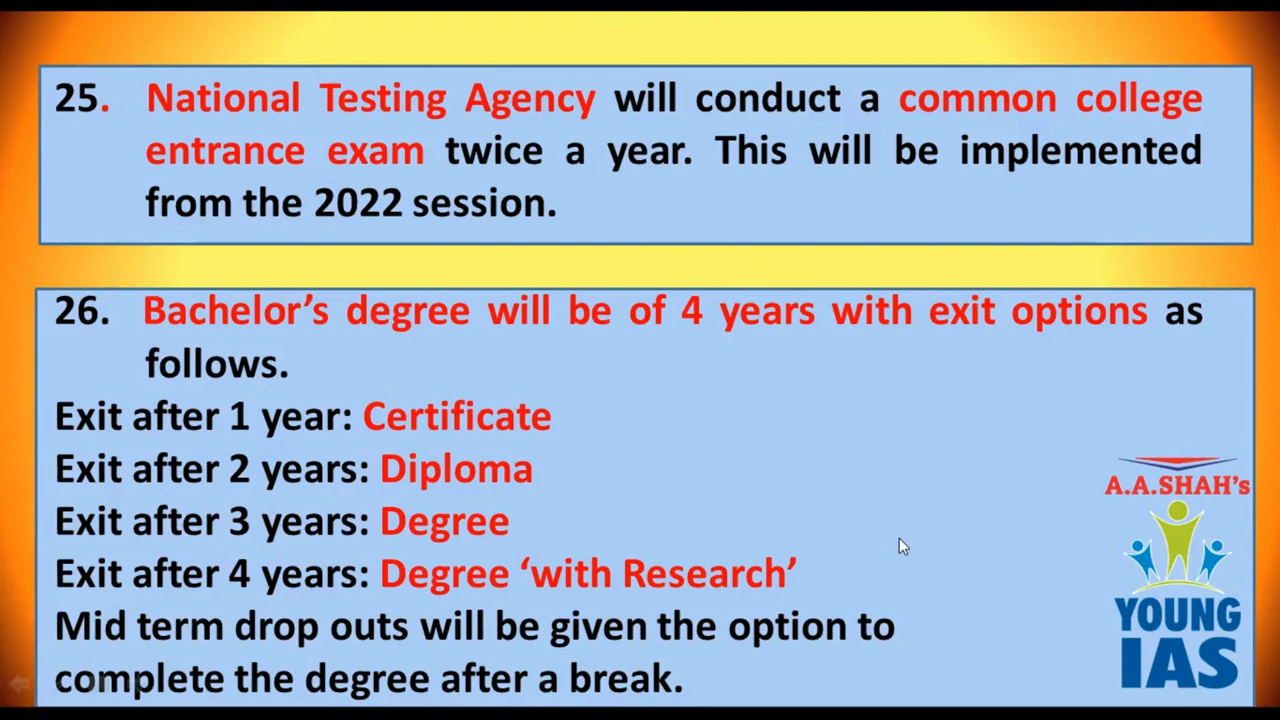 25. National Testing Agency will conduct a common college
entrance exam twice a year. This will be implemented
from the 2022 session.
26. Bachelor’s degree will be of 4 years with exit options as
follows.
Exit after 1 year: Certificate
Exit after 2 years: Diploma
Exit after 3 years: Degree
Exit after 4 years: Degree ‘with Research’
Mid term drop outs will be given the option to
complete the degree after a break.
A.A.SHAH’s
YOUNG
IAS